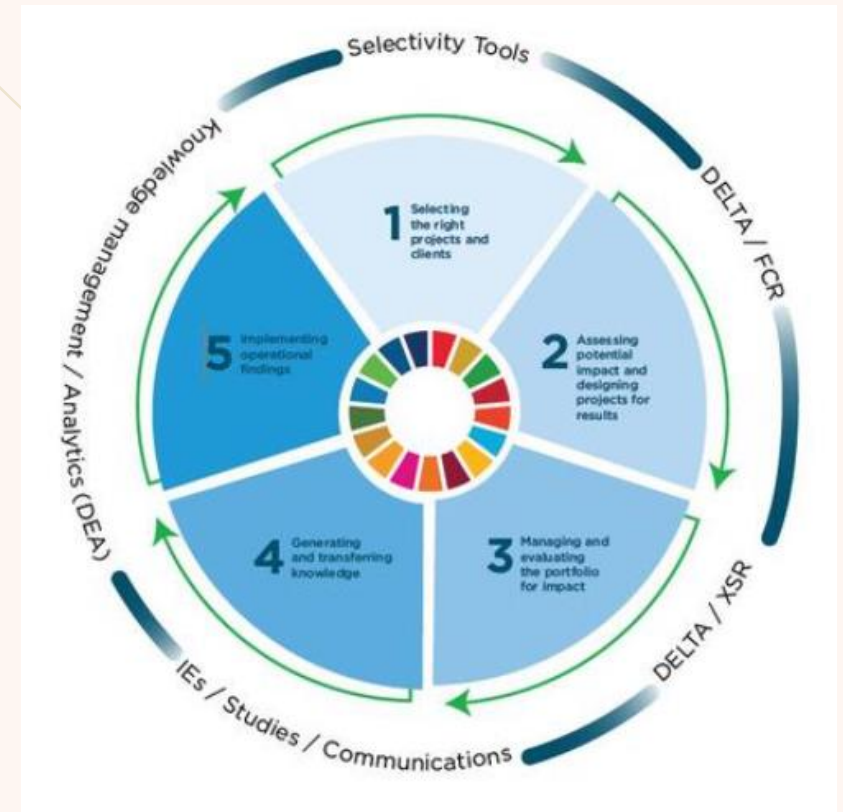 Selectivity Tools
DELTA / FCR
DELTA / XSR
IEs / Studies / Communications
Knowledge management / Analytics (DEA)
1 Selecting
the right
projects and
clients
2 Assessing
potential
impact and
designing
projects for
results
3 Managing and
evaluating
the portfolio
for impact
4 Generating
and transferring
knowledge
5 Implementing
operational
findings